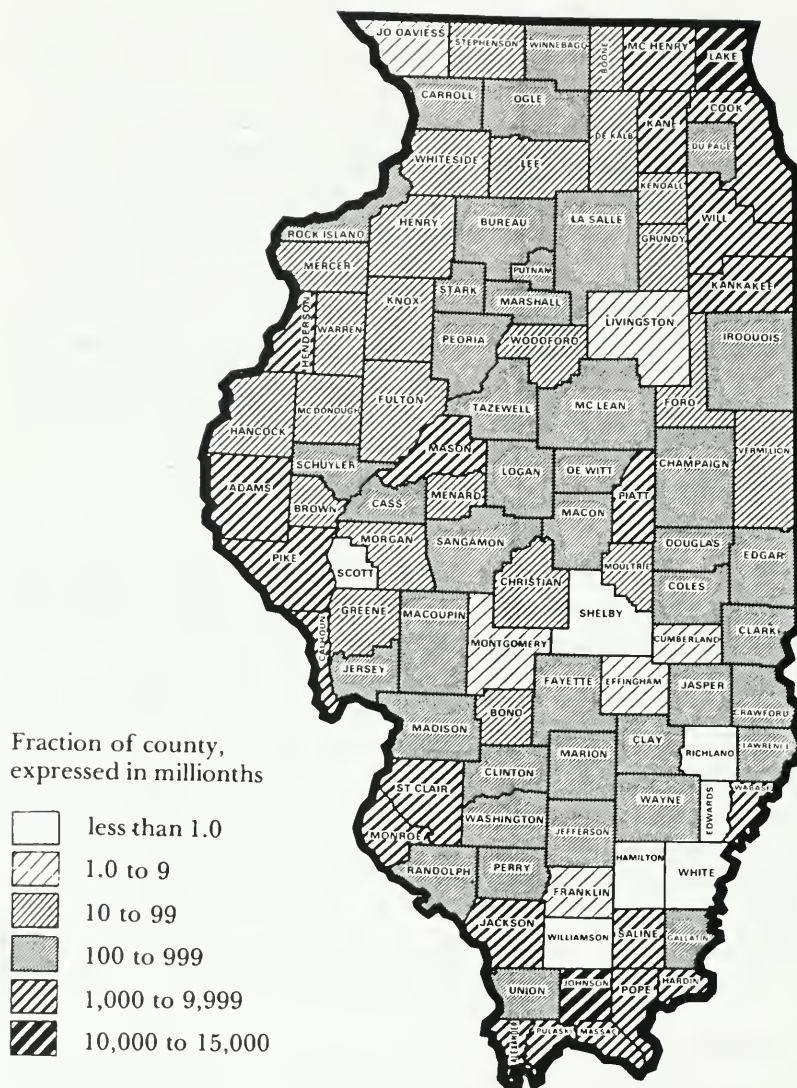 JO DAVIESS
STEPHENSON
WINNEBAGO
BOONE
MC HENRY
LAKE
CARROLL
OGLE
DE KALB
KANE
COOK
DU PAGE
WHITESIDE
LEE
KENDALL
WILL
ROCK ISLAND
HENRY
BUREAU
LA SALLE
GRUNDY
MERCER
PUTNAM
STARK
MARSHALL
KANKAKEE
HENDERSON
WARREN
KNOX
PEORIA
WOODFORD
LIVINGSTON
IROQUOIS
HANCOCK
MC DONOUGH
FULTON
TAZEWELL
MC LEAN
FORD
VERMILION
MASON
SCHUYLER
LOGAN
DE WITT
CHAMPAIGN
ADAMS
BROWN
CASS
MENARD
PIATT
MACON
PIKE
SCOTT
MORGAN
SANGAMON
CHRISTIAN
MOULTRIE
DOUGLAS
EDGAR
COLES
SHELBY
CALHOUN
GREENE
MACOUPIN
MONTGOMERY
CUMBERLAND
CLARK
JERSEY
FAYETTE
EFFINGHAM
JASPER
CRAWFORD
MADISON
BOND
CLAY
RICHLAND
LAWRENCE
CLINTON
MARION
ST CLAIR
WAYNE
EDWARDS
WABASH
MONROE
WASHINGTON
JEFFERSON
RANDOLPH
PERRY
HAMILTON
WHITE
FRANKLIN
JACKSON
WILLIAMSON
SALINE
GALLATIN
UNION
JOHNSON
POPE
HARDIN
ALEXANDER
PULASKI
MASSAC
Fraction of county,
expressed in millionths
less than 1.0
1.0 to 9
10 to 99
100 to 999
1,000 to 9,999
10,000 to 15,000